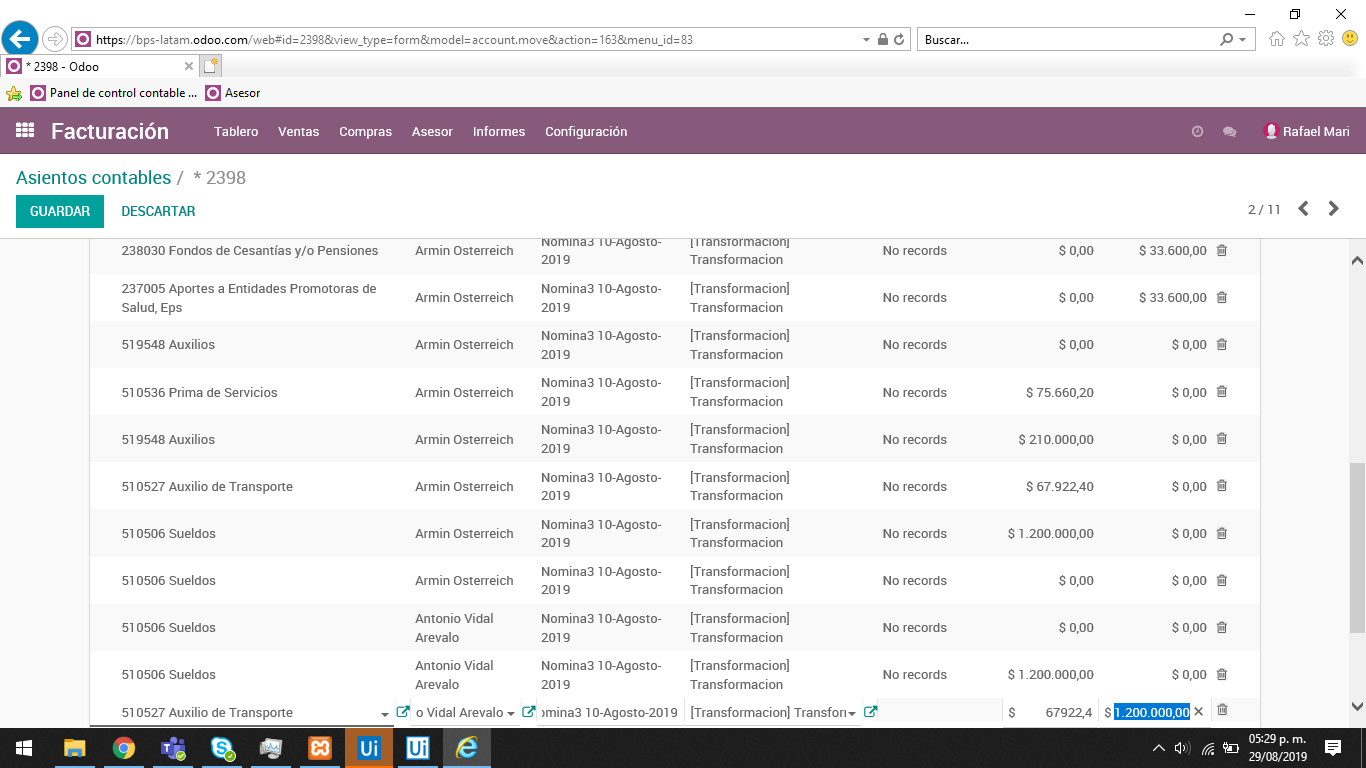 https://bps-latam.odoo.com/web#id=2398&view_type=form&model=account.move&action=163&menu_id=83
Buscar...
* 2398 - Odoo
Panel de control contable ...
Asesor
Facturación
Tablero Ventas Compras Asesor Informes Configuración
Rafael Mari
Asientos contables / * 2398
GUARDAR DESCARTAR
2 / 11
238030 Fondos de Cesantías y/o Pensiones Armin Osterreich Nomina3 10-Agosto- [Transformacion] No records $ 0,00 $ 33.600,00
2019 Transformacion
237005 Aportes a Entidades Promotoras de Armin Osterreich Nomina3 10-Agosto- [Transformacion] No records $ 0,00 $ 33.600,00
Salud, Eps 2019 Transformacion
519548 Auxilios Armin Osterreich Nomina3 10-Agosto- [Transformacion] No records $ 0,00 $ 0,00
2019 Transformacion
510536 Prima de Servicios Armin Osterreich Nomina3 10-Agosto- [Transformacion] No records $ 75.660,20 $ 0,00
2019 Transformacion
519548 Auxilios Armin Osterreich Nomina3 10-Agosto- [Transformacion] No records $ 210.000,00 $ 0,00
2019 Transformacion
510527 Auxilio de Transporte Armin Osterreich Nomina3 10-Agosto- [Transformacion] No records $ 67.922,40 $ 0,00
2019 Transformacion
510506 Sueldos Armin Osterreich Nomina3 10-Agosto- [Transformacion] No records $ 1.200.000,00 $ 0,00
2019 Transformacion
510506 Sueldos Armin Osterreich Nomina3 10-Agosto- [Transformacion] No records $ 0,00 $ 0,00
2019 Transformacion
510506 Sueldos Antonio Vidal Nomina3 10-Agosto- [Transformacion] No records $ 0,00 $ 0,00
Arevalo 2019 Transformacion
510506 Sueldos Antonio Vidal Nomina3 10-Agosto- [Transformacion] No records $ 1.200.000,00 $ 0,00
Arevalo 2019 Transformacion
510527 Auxilio de Transporte o Vidal Arevalo omina3 10-Agosto-2019 [Transformacion] Transforı $ 67922,4 $ 1.200.000,00
Ui
Ui
05:29 p. m.
29/08/2019